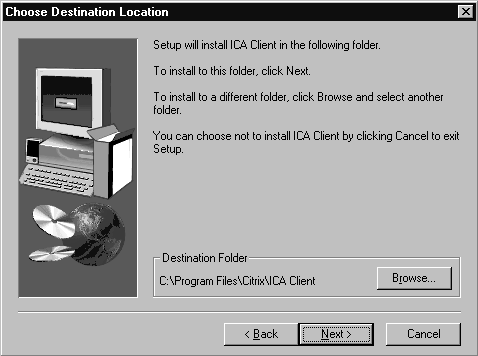 Choose Destination Location
Setup will install ICA Client in the following folder.
To install to this folder, click Next.
To install to a different folder, click Browse and select another
folder.
You can choose not to install ICA Client by clicking Cancel to exit
Setup.
Destination Folder
C:\Program Files\Citrix\ICA Client
Browse...
< Back
Next >
Cancel